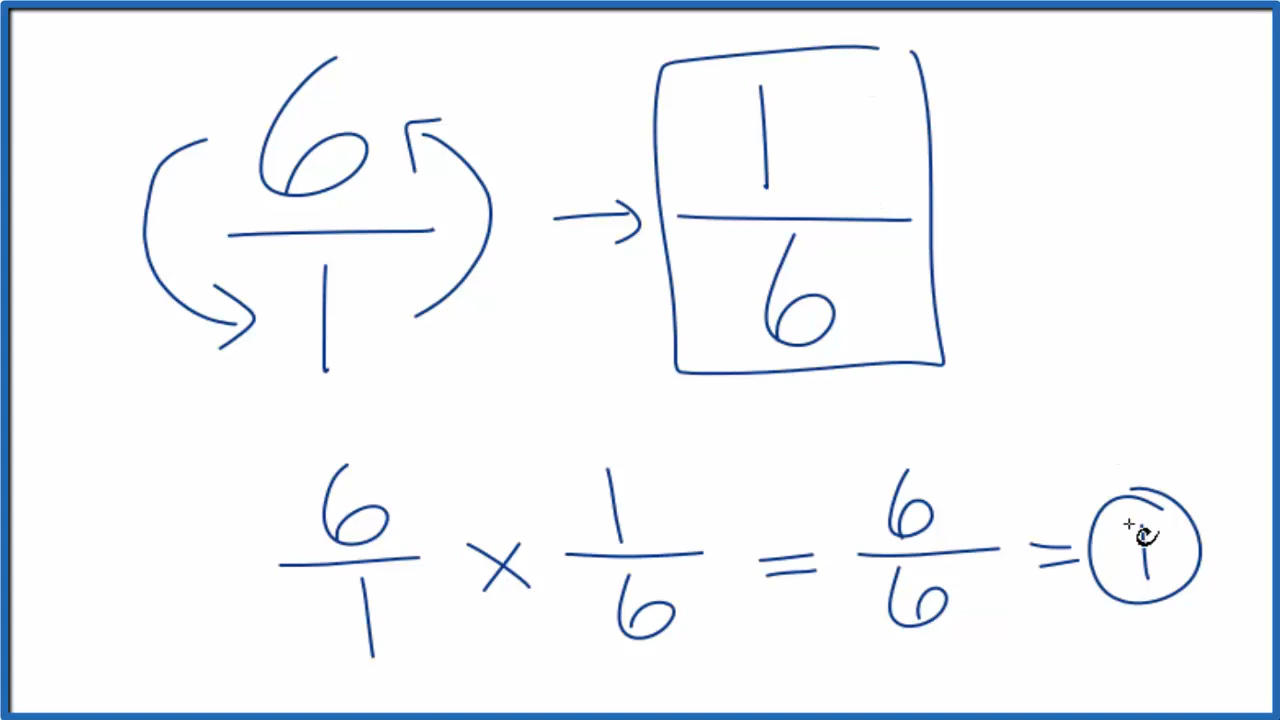 6/1 → 1/6
6/1 × 1/6 = 6/6 = 1